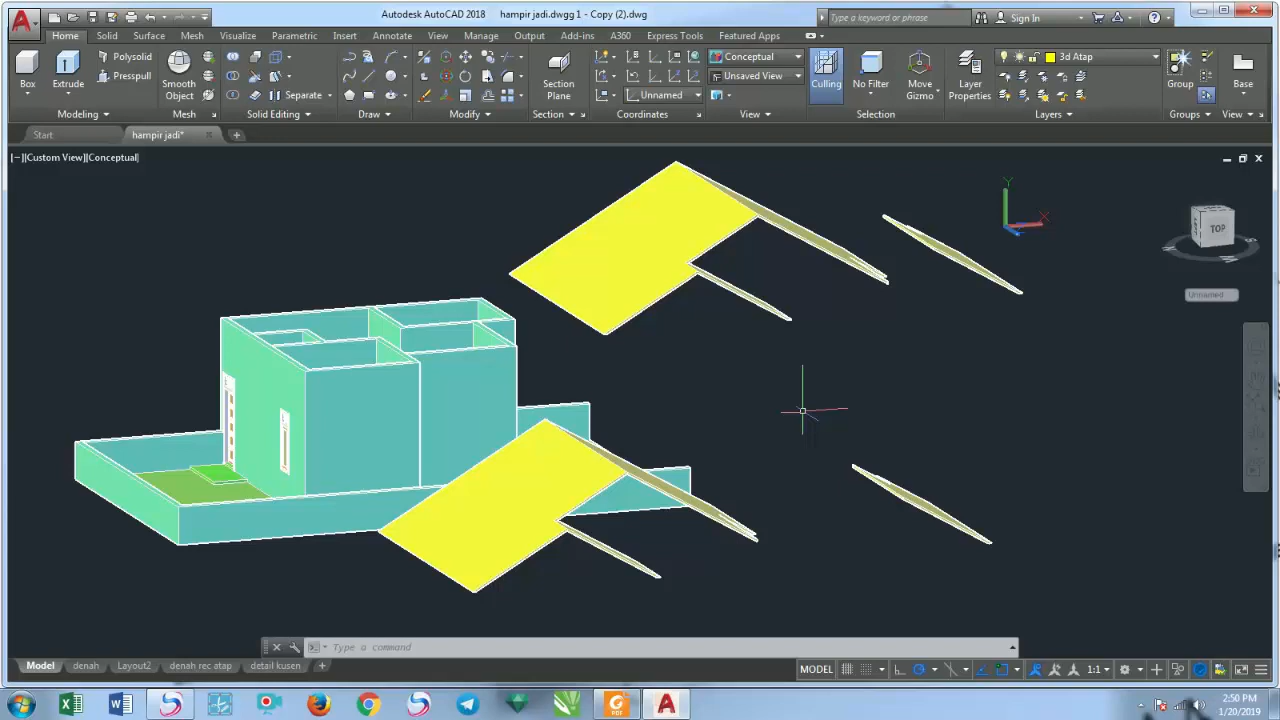 Autodesk AutoCAD 2018 hampir jadi.dwgg 1 - Copy (2).dwg
Type a keyword or phrase
Sign In
Home Solid Surface Mesh Visualize Parametric Insert Annotate View Manage Output Add-ins A360 Express Tools Featured Apps
Box
Extrude
Polysolid
Presspull
Smooth
Object
Separate
Section
Plane
Unnamed
Conceptual
Unsaved View
Culling
No Filter
Move
Gizmo
Layer
Properties
3d Atap
Group
Base
Modeling
Mesh
Solid Editing
Draw
Modify
Section
Coordinates
View
Selection
Layers
Groups
View
Start
hampir jadi*
[−][Custom View][Conceptual]
Y
X
TOP
Unnamed
Type a command
Model denah Layout2 denah rec atap detail kusen
MODEL
1:1
PDF
2:50 PM
1/20/2019